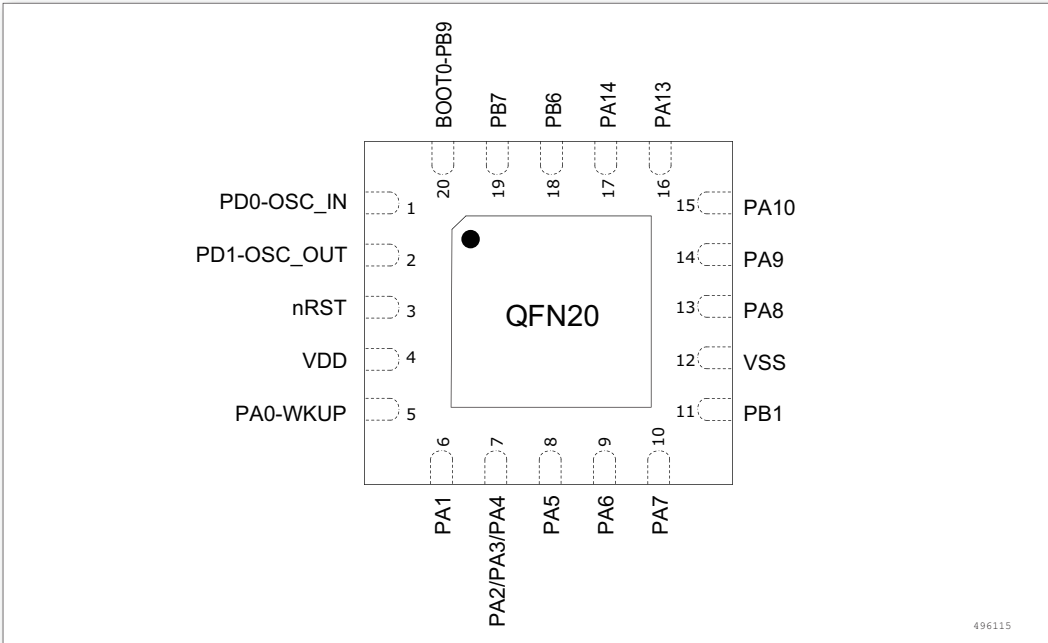 BOOT0-PB9
PB7
PB6
PA14
PA13
20
19
18
17
16
PD0-OSC_IN 1
PD1-OSC_OUT 2
nRST 3
VDD 4
PA0-WKUP 5
QFN20
15 PA10
14 PA9
13 PA8
12 VSS
11 PB1
6
7
8
9
10
PA1
PA2/PA3/PA4
PA5
PA6
PA7
496115